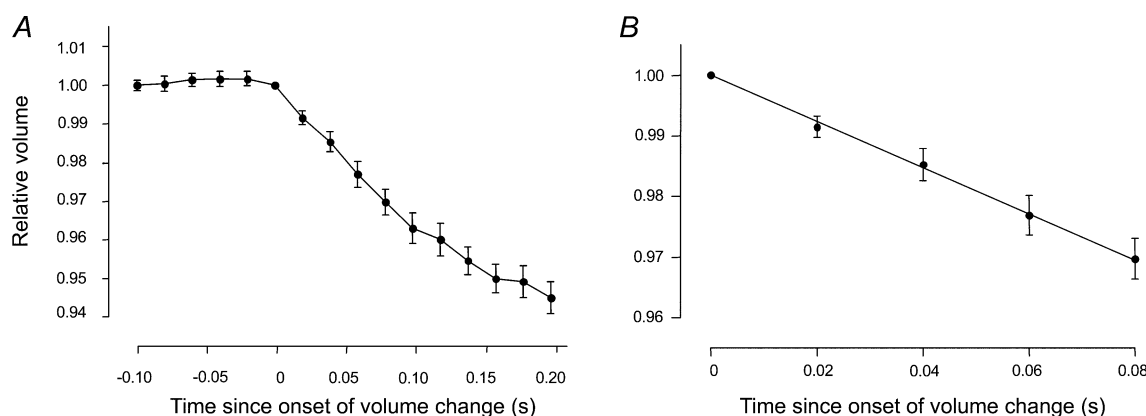 A
B
Relative volume
1.01
1.00
0.99
0.98
0.97
0.96
0.95
0.94
-0.10 -0.05 0 0.05 0.10 0.15 0.20
Time since onset of volume change (s)
1.00
0.99
0.98
0.97
0.96
0 0.02 0.04 0.06 0.08
Time since onset of volume change (s)